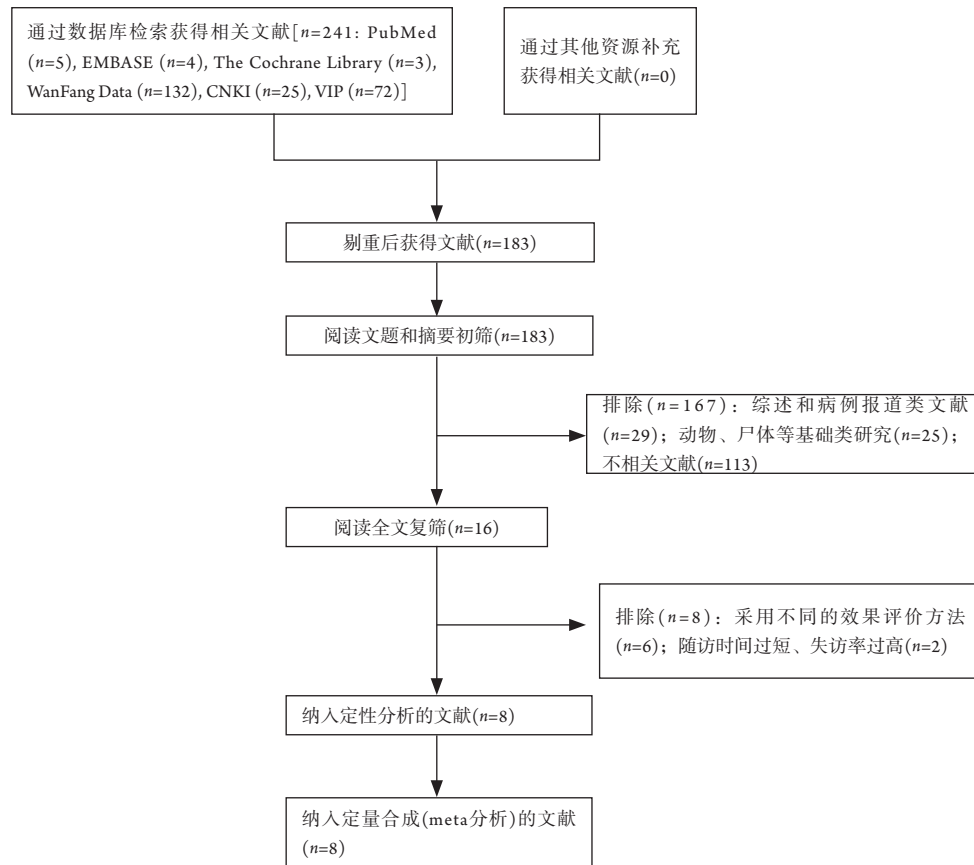 通过数据库检索获得相关文献[n=241: PubMed
(n=5), EMBASE (n=4), The Cochrane Library (n=3),
WanFang Data (n=132), CNKI (n=25), VIP (n=72)]
通过其他资源补充
获得相关文献(n=0)
剔重后获得文献(n=183)
阅读文题和摘要初筛(n=183)
排除(n=167)：综述和病例报道类文献
(n=29)；动物、尸体等基础类研究(n=25)；
不相关文献(n=113)
阅读全文复筛(n=16)
排除(n=8)：采用不同的效果评价方法
(n=6)；随访时间过短、失访率过高(n=2)
纳入定性分析的文献(n=8)
纳入定量合成(meta分析)的文献
(n=8)